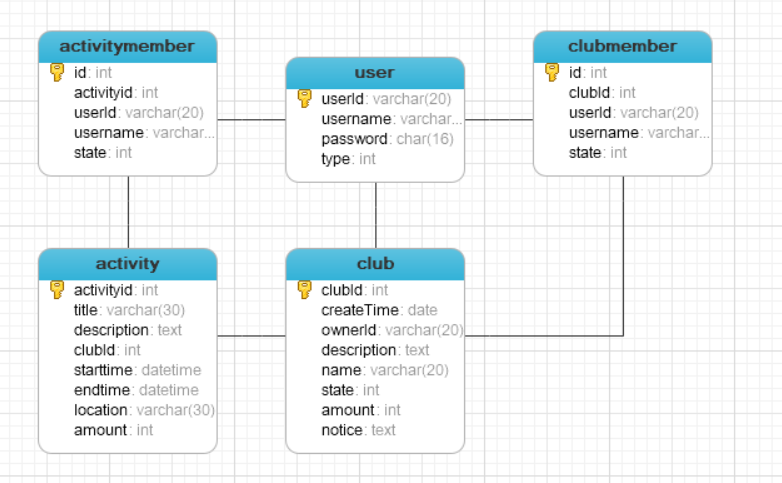 activitymember
id: int
activityid: int
userId: varchar(20)
username: varchar...
state: int
user
userId: varchar(20)
username: varchar...
password: char(16)
type: int
clubmember
id: int
clubId: int
userId: varchar(20)
username: varchar...
state: int
activity
activityid: int
title: varchar(30)
description: text
clubId: int
starttime: datetime
endtime: datetime
location: varchar(30)
amount: int
club
clubId: int
createTime: date
ownerId: varchar(20)
description: text
name: varchar(20)
state: int
amount: int
notice: text